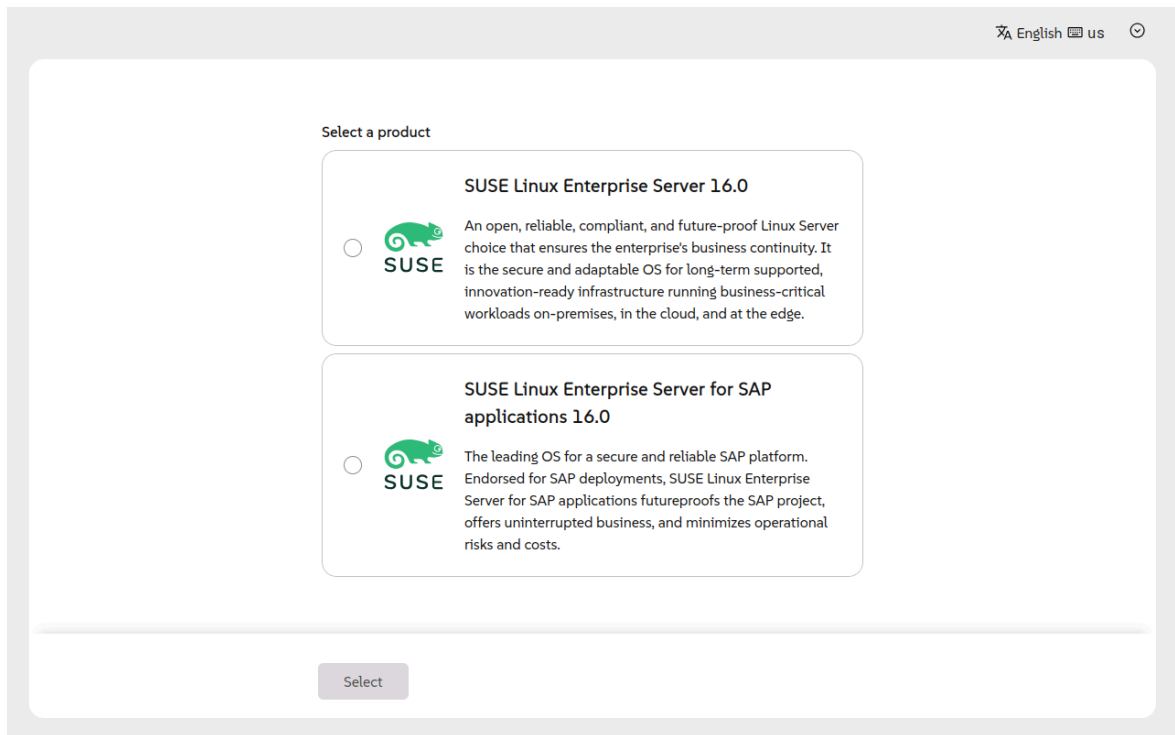 English us
Select a product
SUSE Linux Enterprise Server 16.0
An open, reliable, compliant, and future-proof Linux Server
choice that ensures the enterprise's business continuity. It
is the secure and adaptable OS for long-term supported,
innovation-ready infrastructure running business-critical
workloads on-premises, in the cloud, and at the edge.
SUSE
SUSE Linux Enterprise Server for SAP
applications 16.0
The leading OS for a secure and reliable SAP platform.
Endorsed for SAP deployments, SUSE Linux Enterprise
Server for SAP applications futureproofs the SAP project,
offers uninterrupted business, and minimizes operational
risks and costs.
SUSE
Select